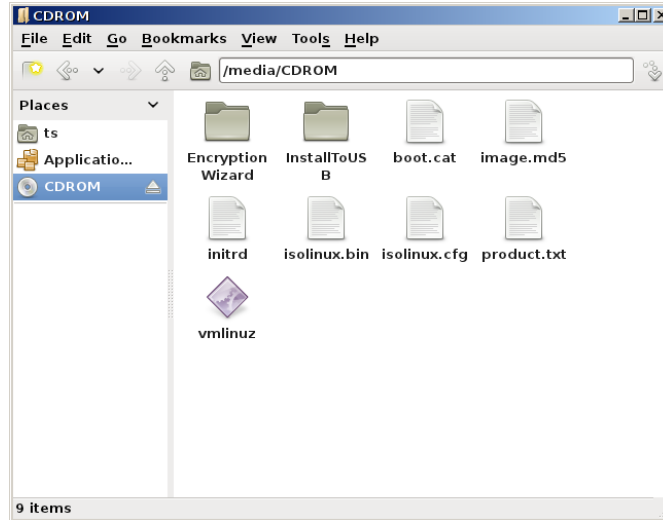 CDROM
File Edit Go Bookmarks View Tools Help
/media/CDROM
Places
ts
Applicatio...
CDROM
Encryption
Wizard
InstallToUS
B
boot.cat
image.md5
initrd
isolinux.bin
isolinux.cfg
product.txt
vmlinuz
9 items